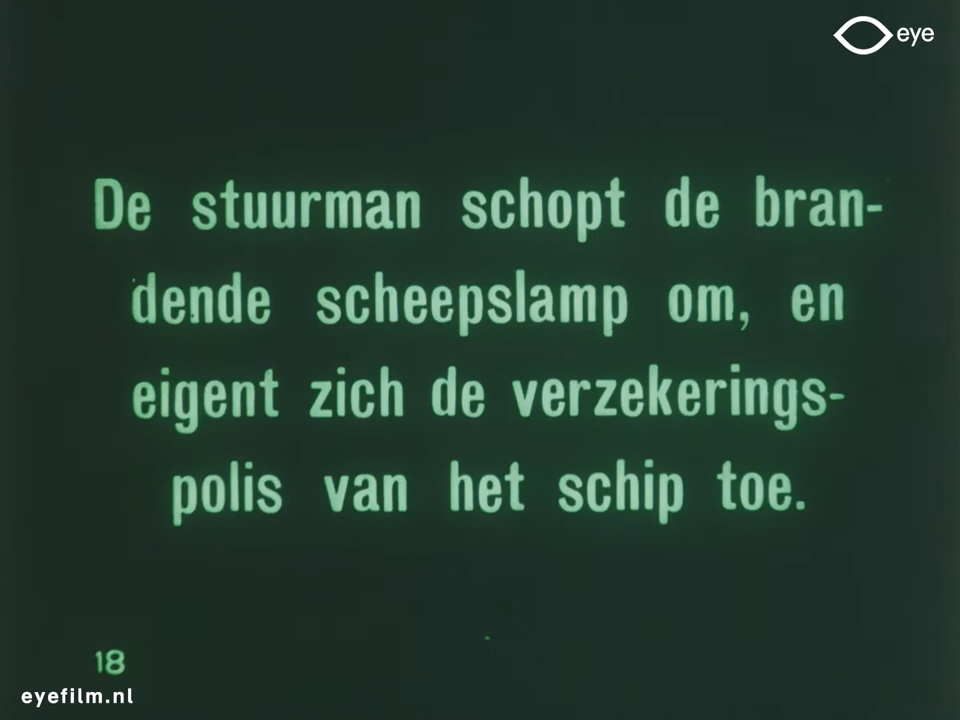 eye
De stuurman schopt de bran-
dende scheepslamp om, en
eigent zich de verzekerings-
polis van het schip toe.
18
eyefilm.nl